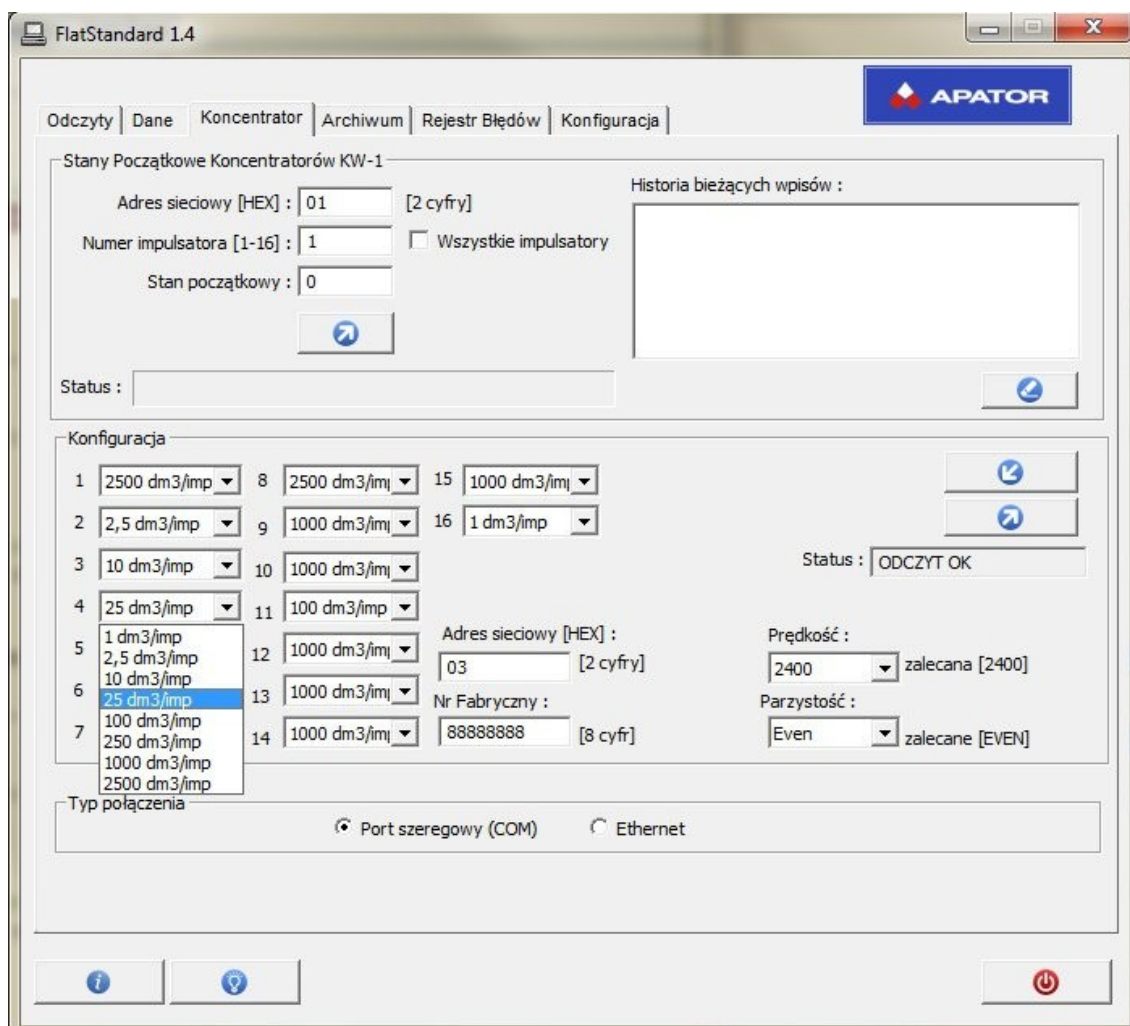 FlatStandard 1.4
APATOR
Odczyty Dane Koncentrator Archiwum Rejestr Błędów Konfiguracja
Stany Początkowe Koncentratorów KW-1
Adres sieciowy [HEX] : 01 [2 cyfry]
Numer impulsatora [1-16] : 1 Wszystkie impulsatory
Stan początkowy : 0
Status :
Historia bieżących wpisów :
Konfiguracja
1 2500 dm3/imp 8 2500 dm3/imp 15 1000 dm3/imp
2 2,5 dm3/imp 9 1000 dm3/imp 16 1 dm3/imp
3 10 dm3/imp 10 1000 dm3/imp
4 25 dm3/imp 11 100 dm3/imp
5 12 1000 dm3/imp
6 13 1000 dm3/imp
7 14 1000 dm3/imp
1 dm3/imp
2,5 dm3/imp
10 dm3/imp
25 dm3/imp
100 dm3/imp
250 dm3/imp
1000 dm3/imp
2500 dm3/imp
Status : ODCZYT OK
Adres sieciowy [HEX] :
03 [2 cyfry]
Nr Fabryczny :
88888888 [8 cyfr]
Prędkość :
2400 zalecana [2400]
Parzystość :
Even zalecane [EVEN]
Typ połączenia
Port szeregowy (COM) Ethernet